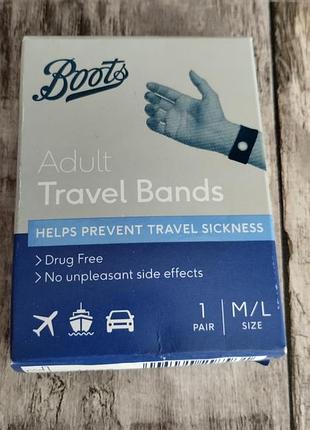 Boots
Adult
Travel Bands
HELPS PREVENT TRAVEL SICKNESS
> Drug Free
> No unpleasant side effects
1 M/L
PAIR SIZE